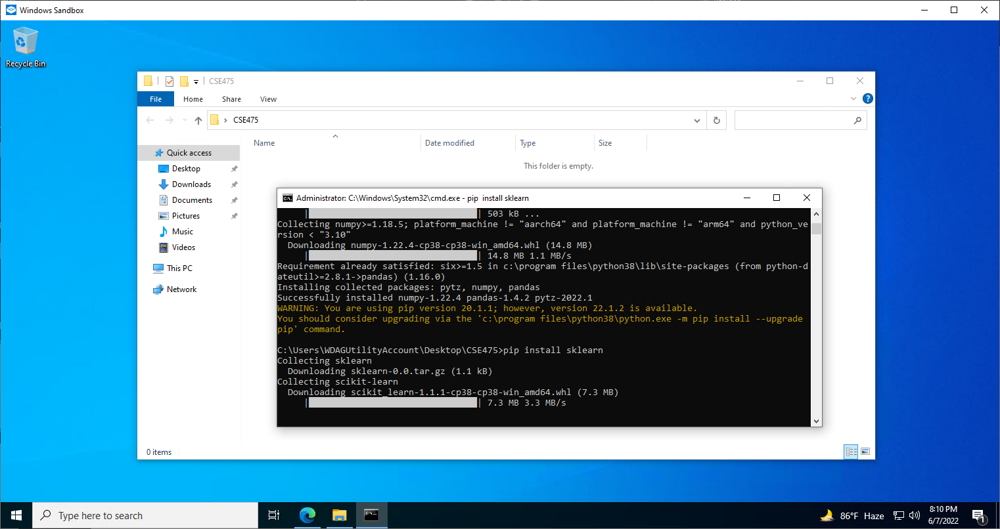 Windows Sandbox
Recycle Bin
CSE475
File Home Share View
CSE475
Name Date modified Type Size
Quick access
This folder is empty.
Desktop
Downloads
Documents
Pictures
Music
Videos
This PC
Network
0 items
Administrator: C:\Windows\System32\cmd.exe - pip  install sklearn
| | 503 kB ...
Collecting numpy>=1.18.5; platform_machine != "aarch64" and platform_machine != "arm64" and python_ve
rsion < "3.10"
Downloading numpy-1.22.4-cp38-cp38-win_amd64.whl (14.8 MB)
| | 14.8 MB 1.1 MB/s
Requirement already satisfied: six>=1.5 in c:\program files\python38\lib\site-packages (from python-d
ateutil>=2.8.1->pandas) (1.16.0)
Installing collected packages: pytz, numpy, pandas
Successfully installed numpy-1.22.4 pandas-1.4.2 pytz-2022.1
WARNING: You are using pip version 20.1.1; however, version 22.1.2 is available.
You should consider upgrading via the 'c:\program files\python38\python.exe -m pip install --upgrade
pip' command.
C:\Users\WDAGUtilityAccount\Desktop\CSE475>pip install sklearn
Collecting sklearn
Downloading sklearn-0.0.tar.gz (1.1 kB)
Collecting scikit-learn
Downloading scikit_learn-1.1.1-cp38-cp38-win_amd64.whl (7.3 MB)
| | 7.3 MB 3.3 MB/s
Type here to search
86°F Haze
8:10 PM
6/7/2022
1